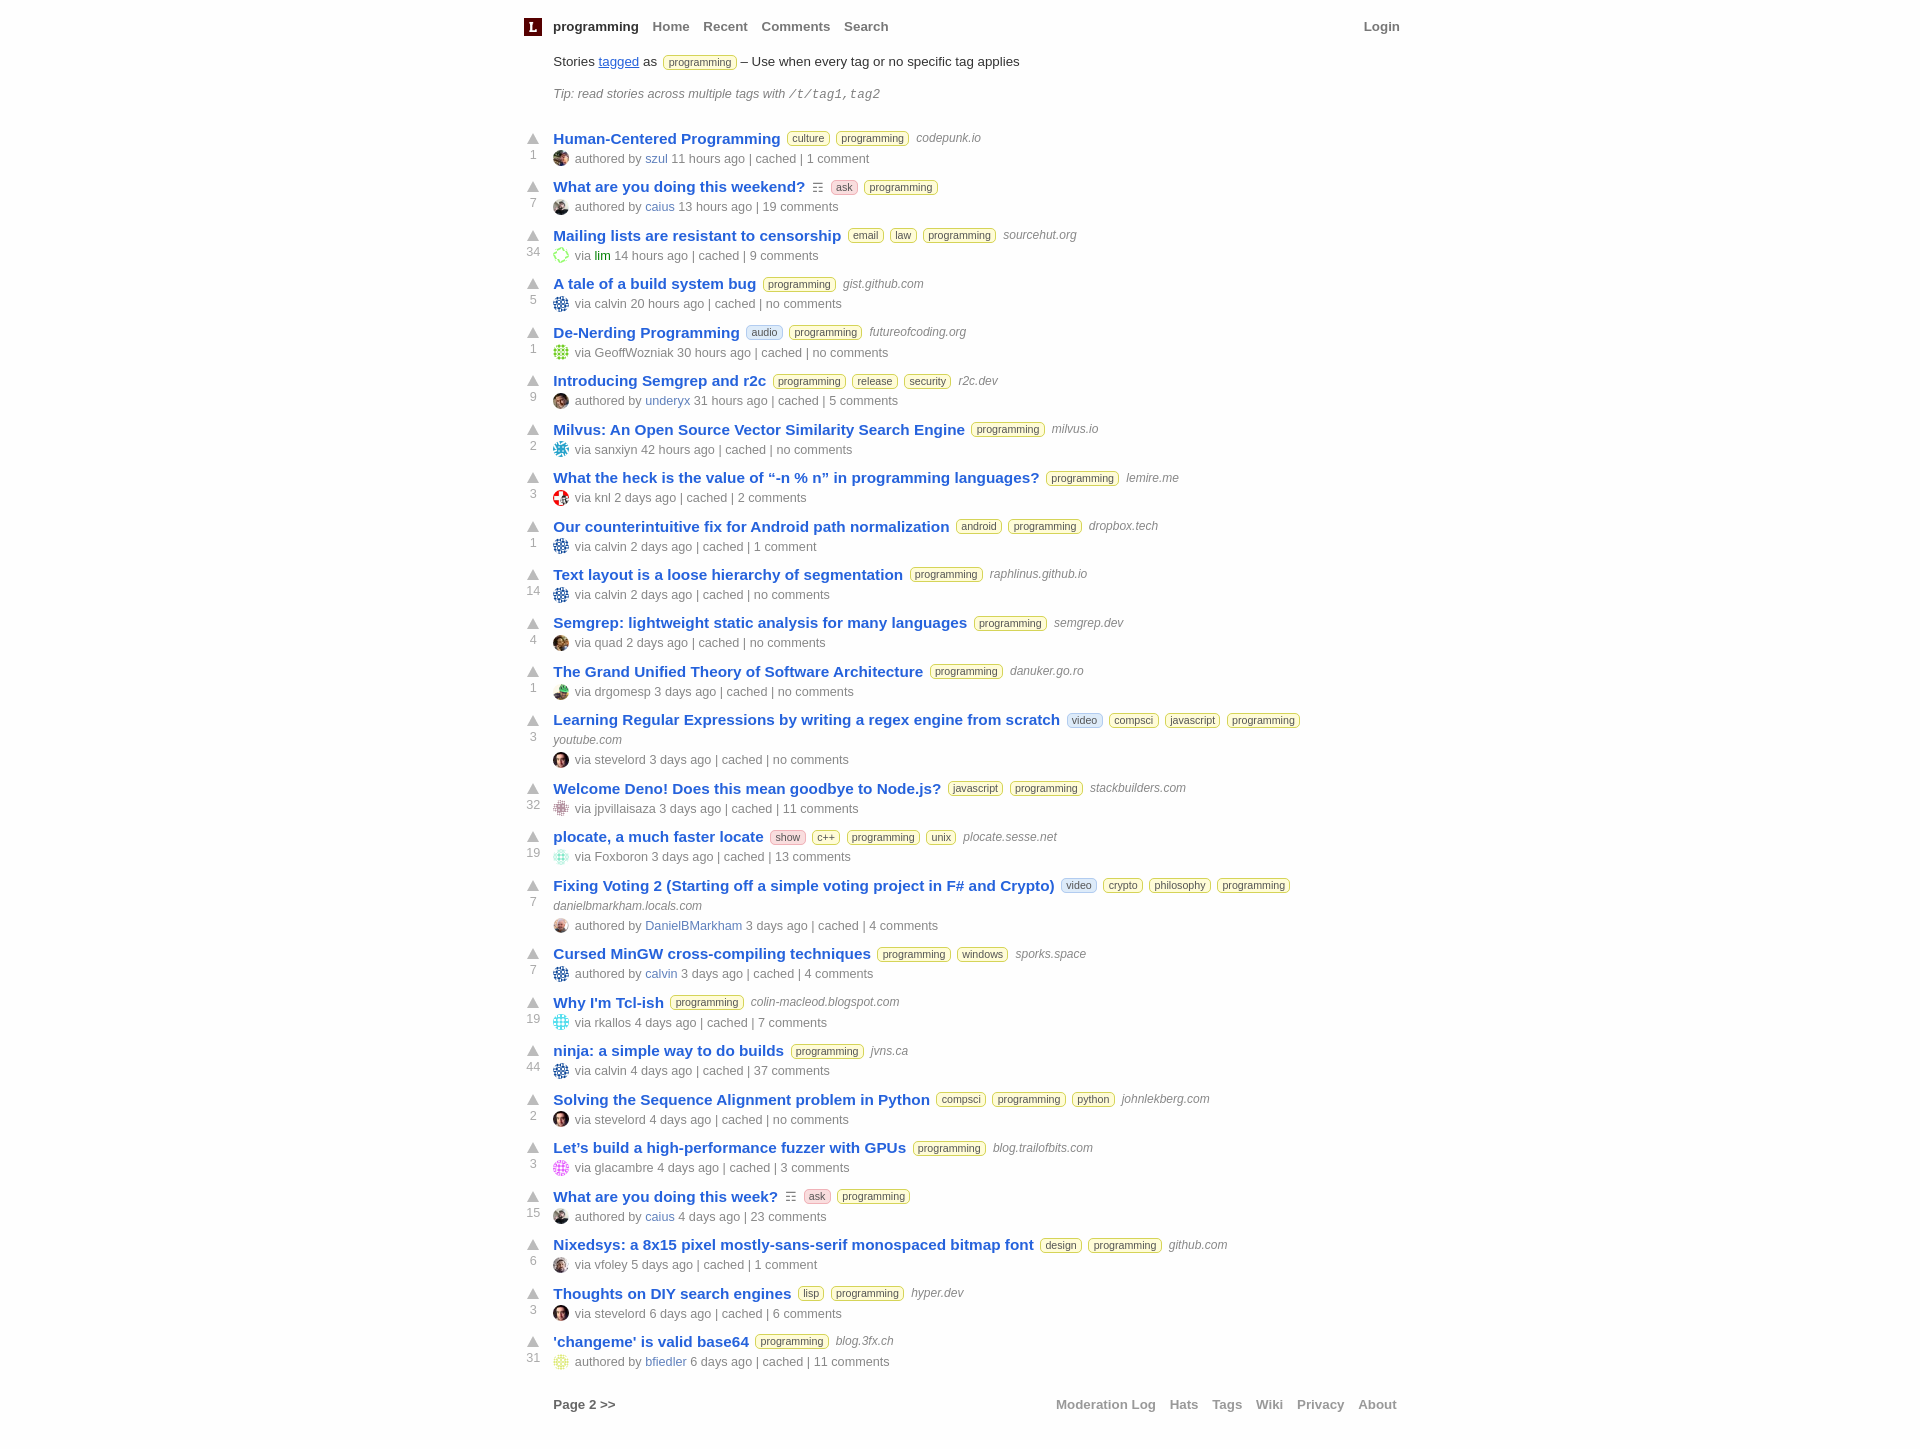 L programming Home Recent Comments Search Login
Stories tagged as programming – Use when every tag or no specific tag applies
Tip: read stories across multiple tags with /t/tag1,tag2
Human-Centered Programming culture programming codepunk.io
1 authored by szul 11 hours ago | cached | 1 comment
What are you doing this weekend? ☶ ask programming
7 authored by caius 13 hours ago | 19 comments
Mailing lists are resistant to censorship email law programming sourcehut.org
34 via lim 14 hours ago | cached | 9 comments
A tale of a build system bug programming gist.github.com
5 via calvin 20 hours ago | cached | no comments
De-Nerding Programming audio programming futureofcoding.org
1 via GeoffWozniak 30 hours ago | cached | no comments
Introducing Semgrep and r2c programming release security r2c.dev
9 authored by underyx 31 hours ago | cached | 5 comments
Milvus: An Open Source Vector Similarity Search Engine programming milvus.io
2 via sanxiyn 42 hours ago | cached | no comments
What the heck is the value of “-n % n” in programming languages? programming lemire.me
3 via knl 2 days ago | cached | 2 comments
Our counterintuitive fix for Android path normalization android programming dropbox.tech
1 via calvin 2 days ago | cached | 1 comment
Text layout is a loose hierarchy of segmentation programming raphlinus.github.io
14 via calvin 2 days ago | cached | no comments
Semgrep: lightweight static analysis for many languages programming semgrep.dev
4 via quad 2 days ago | cached | no comments
The Grand Unified Theory of Software Architecture programming danuker.go.ro
1 via drgomesp 3 days ago | cached | no comments
Learning Regular Expressions by writing a regex engine from scratch video compsci javascript programming
3 youtube.com
via stevelord 3 days ago | cached | no comments
Welcome Deno! Does this mean goodbye to Node.js? javascript programming stackbuilders.com
32 via jpvillaisaza 3 days ago | cached | 11 comments
plocate, a much faster locate show c++ programming unix plocate.sesse.net
19 via Foxboron 3 days ago | cached | 13 comments
Fixing Voting 2 (Starting off a simple voting project in F# and Crypto) video crypto philosophy programming
7 danielbmarkham.locals.com
authored by DanielBMarkham 3 days ago | cached | 4 comments
Cursed MinGW cross-compiling techniques programming windows sporks.space
7 authored by calvin 3 days ago | cached | 4 comments
Why I'm Tcl-ish programming colin-macleod.blogspot.com
19 via rkallos 4 days ago | cached | 7 comments
ninja: a simple way to do builds programming jvns.ca
44 via calvin 4 days ago | cached | 37 comments
Solving the Sequence Alignment problem in Python compsci programming python johnlekberg.com
2 via stevelord 4 days ago | cached | no comments
Let’s build a high-performance fuzzer with GPUs programming blog.trailofbits.com
3 via glacambre 4 days ago | cached | 3 comments
What are you doing this week? ☶ ask programming
15 authored by caius 4 days ago | 23 comments
Nixedsys: a 8x15 pixel mostly-sans-serif monospaced bitmap font design programming github.com
6 via vfoley 5 days ago | cached | 1 comment
Thoughts on DIY search engines lisp programming hyper.dev
3 via stevelord 6 days ago | cached | 6 comments
'changeme' is valid base64 programming blog.3fx.ch
31 authored by bfiedler 6 days ago | cached | 11 comments
Page 2 >> Moderation Log Hats Tags Wiki Privacy About